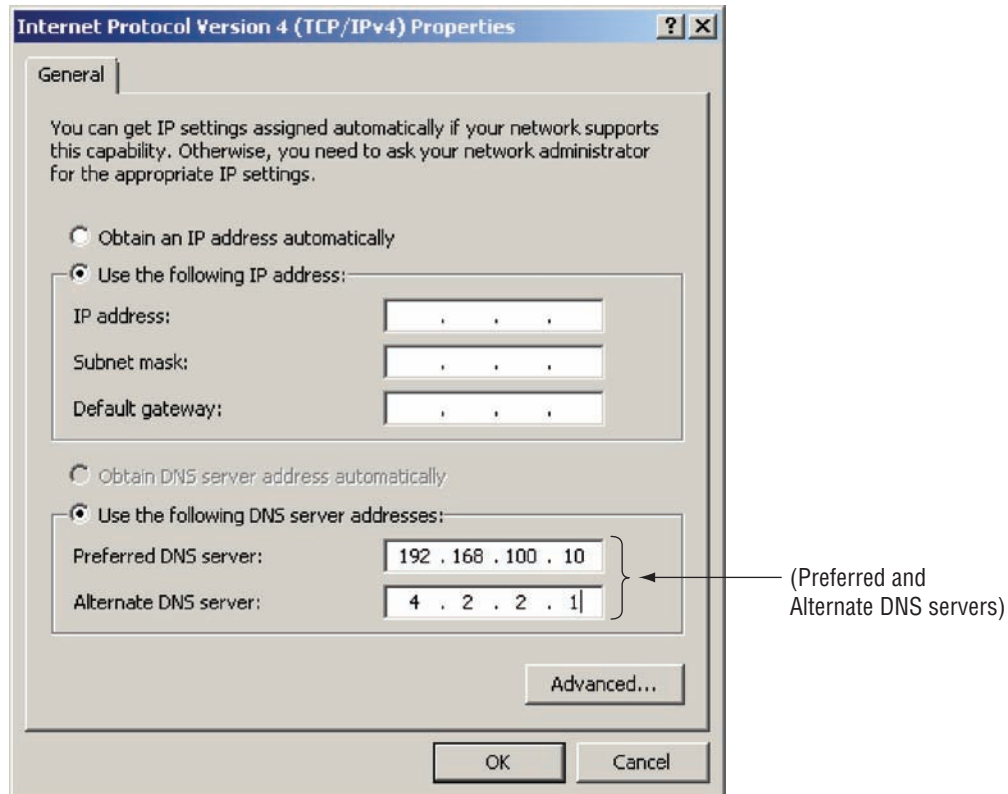 Internet Protocol Version 4 (TCP/IPv4) Properties
General
You can get IP settings assigned automatically if your network supports
this capability. Otherwise, you need to ask your network administrator
for the appropriate IP settings.
Obtain an IP address automatically
Use the following IP address:
IP address: . . .
Subnet mask: . . .
Default gateway: . . .
Obtain DNS server address automatically
Use the following DNS server addresses:
Preferred DNS server: 192 . 168 . 100 . 10
Alternate DNS server: 4 . 2 . 2 . 1
(Preferred and
Alternate DNS servers)
Advanced...
OK Cancel